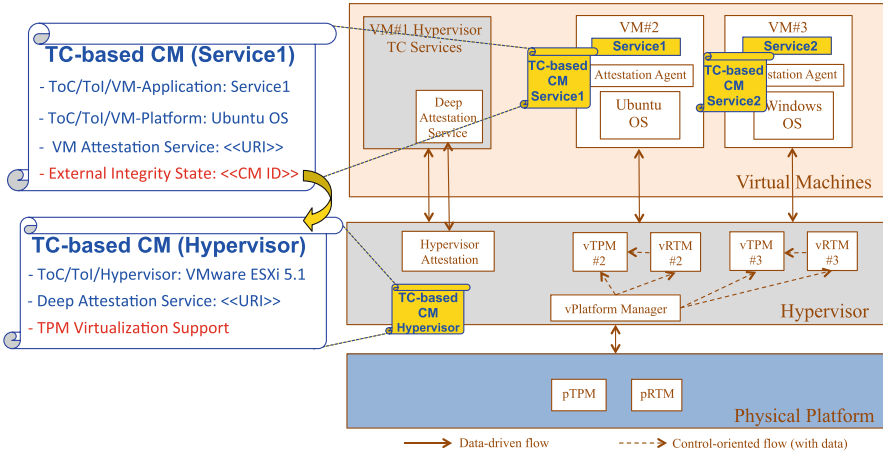 TC-based CM (Service1)
- ToC/ToI/VM-Application: Service1
- ToC/ToI/VM-Platform: Ubuntu OS
- VM Attestation Service: <<URI>>
- External Integrity State: <<CM ID>>
TC-based CM (Hypervisor)
- ToC/ToI/Hypervisor: VMware ESXi 5.1
- Deep Attestation Service: <<URI>>
- TPM Virtualization Support
VM#1 Hypervisor
TC Services
Deep
Attestation
Service
VM#2
Service1
TC-based
CM
Service1
Attestation Agent
Ubuntu
OS
VM#3
Service2
TC-based
CM
Service2
station Agent
Windows
OS
Virtual Machines
Hypervisor
Attestation
TC-based
CM
Hypervisor
vTPM
#2
vRTM
#2
vTPM
#3
vRTM
#3
vPlatform Manager
Hypervisor
pTPM
pRTM
Physical Platform
Data-driven flow
Control-oriented flow (with data)